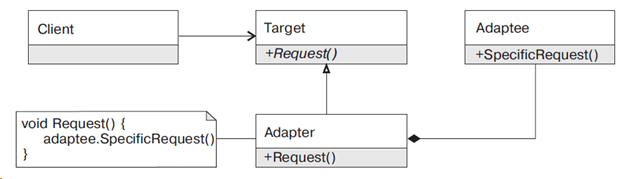 Client
Target
+Request()
Adaptee
+SpecificRequest()
void Request() {
adaptee.SpecificRequest()
}
Adapter
+Request()